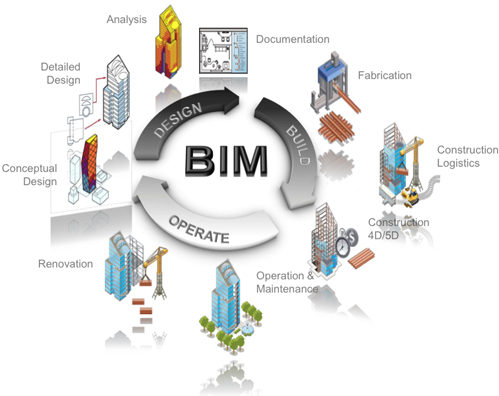 Analysis
Documentation
Detailed
Design
Fabrication
DESIGN
BUILD
BIM
Conceptual
Design
Construction
Logistics
OPERATE
Construction
4D/5D
Renovation
Operation &
Maintenance
$